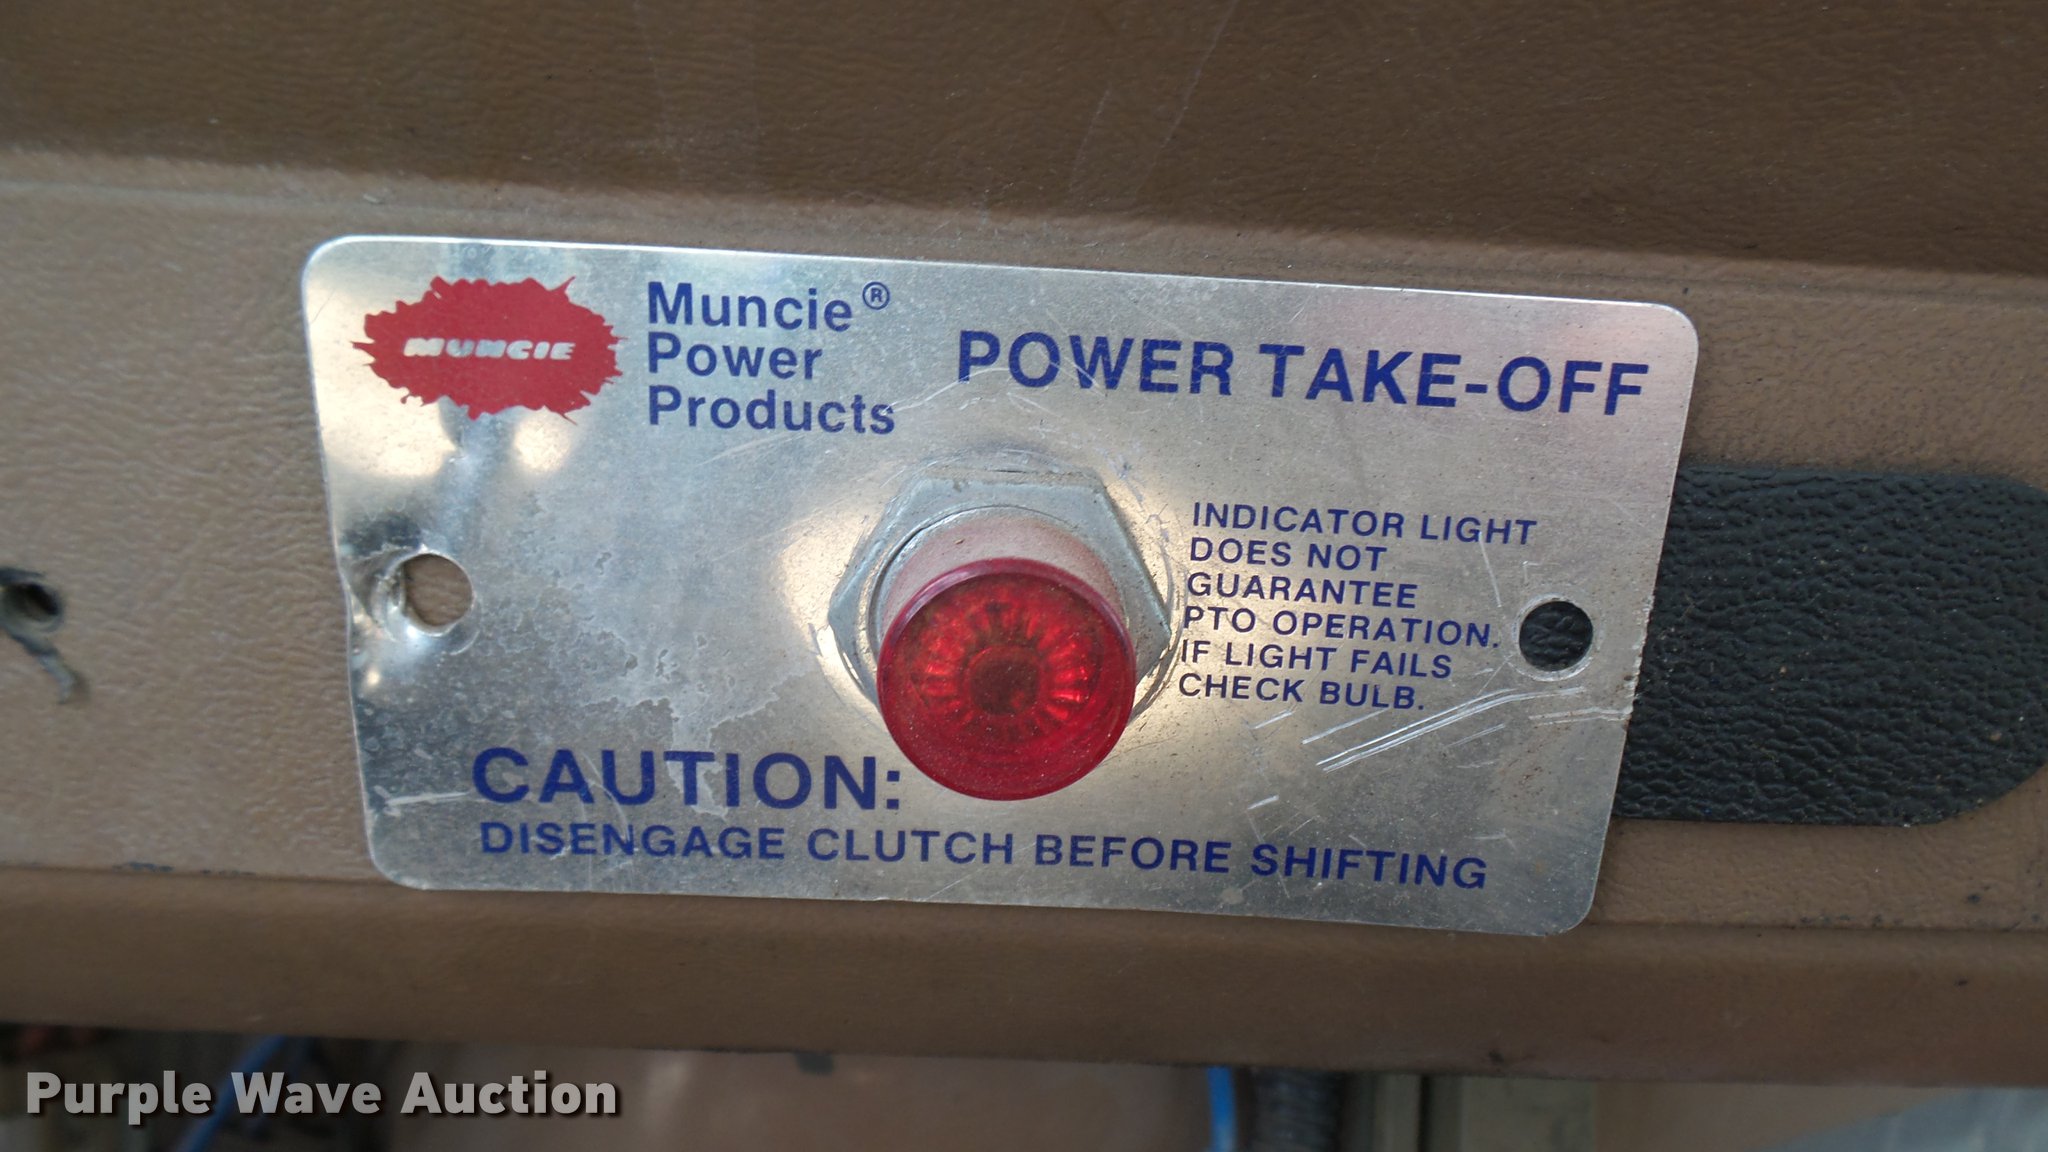 MUNCIE
Muncie®
Power
Products
POWER TAKE-OFF
INDICATOR LIGHT
DOES NOT
GUARANTEE
PTO OPERATION.
IF LIGHT FAILS
CHECK BULB.
CAUTION:
DISENGAGE CLUTCH BEFORE SHIFTING
Purple Wave Auction